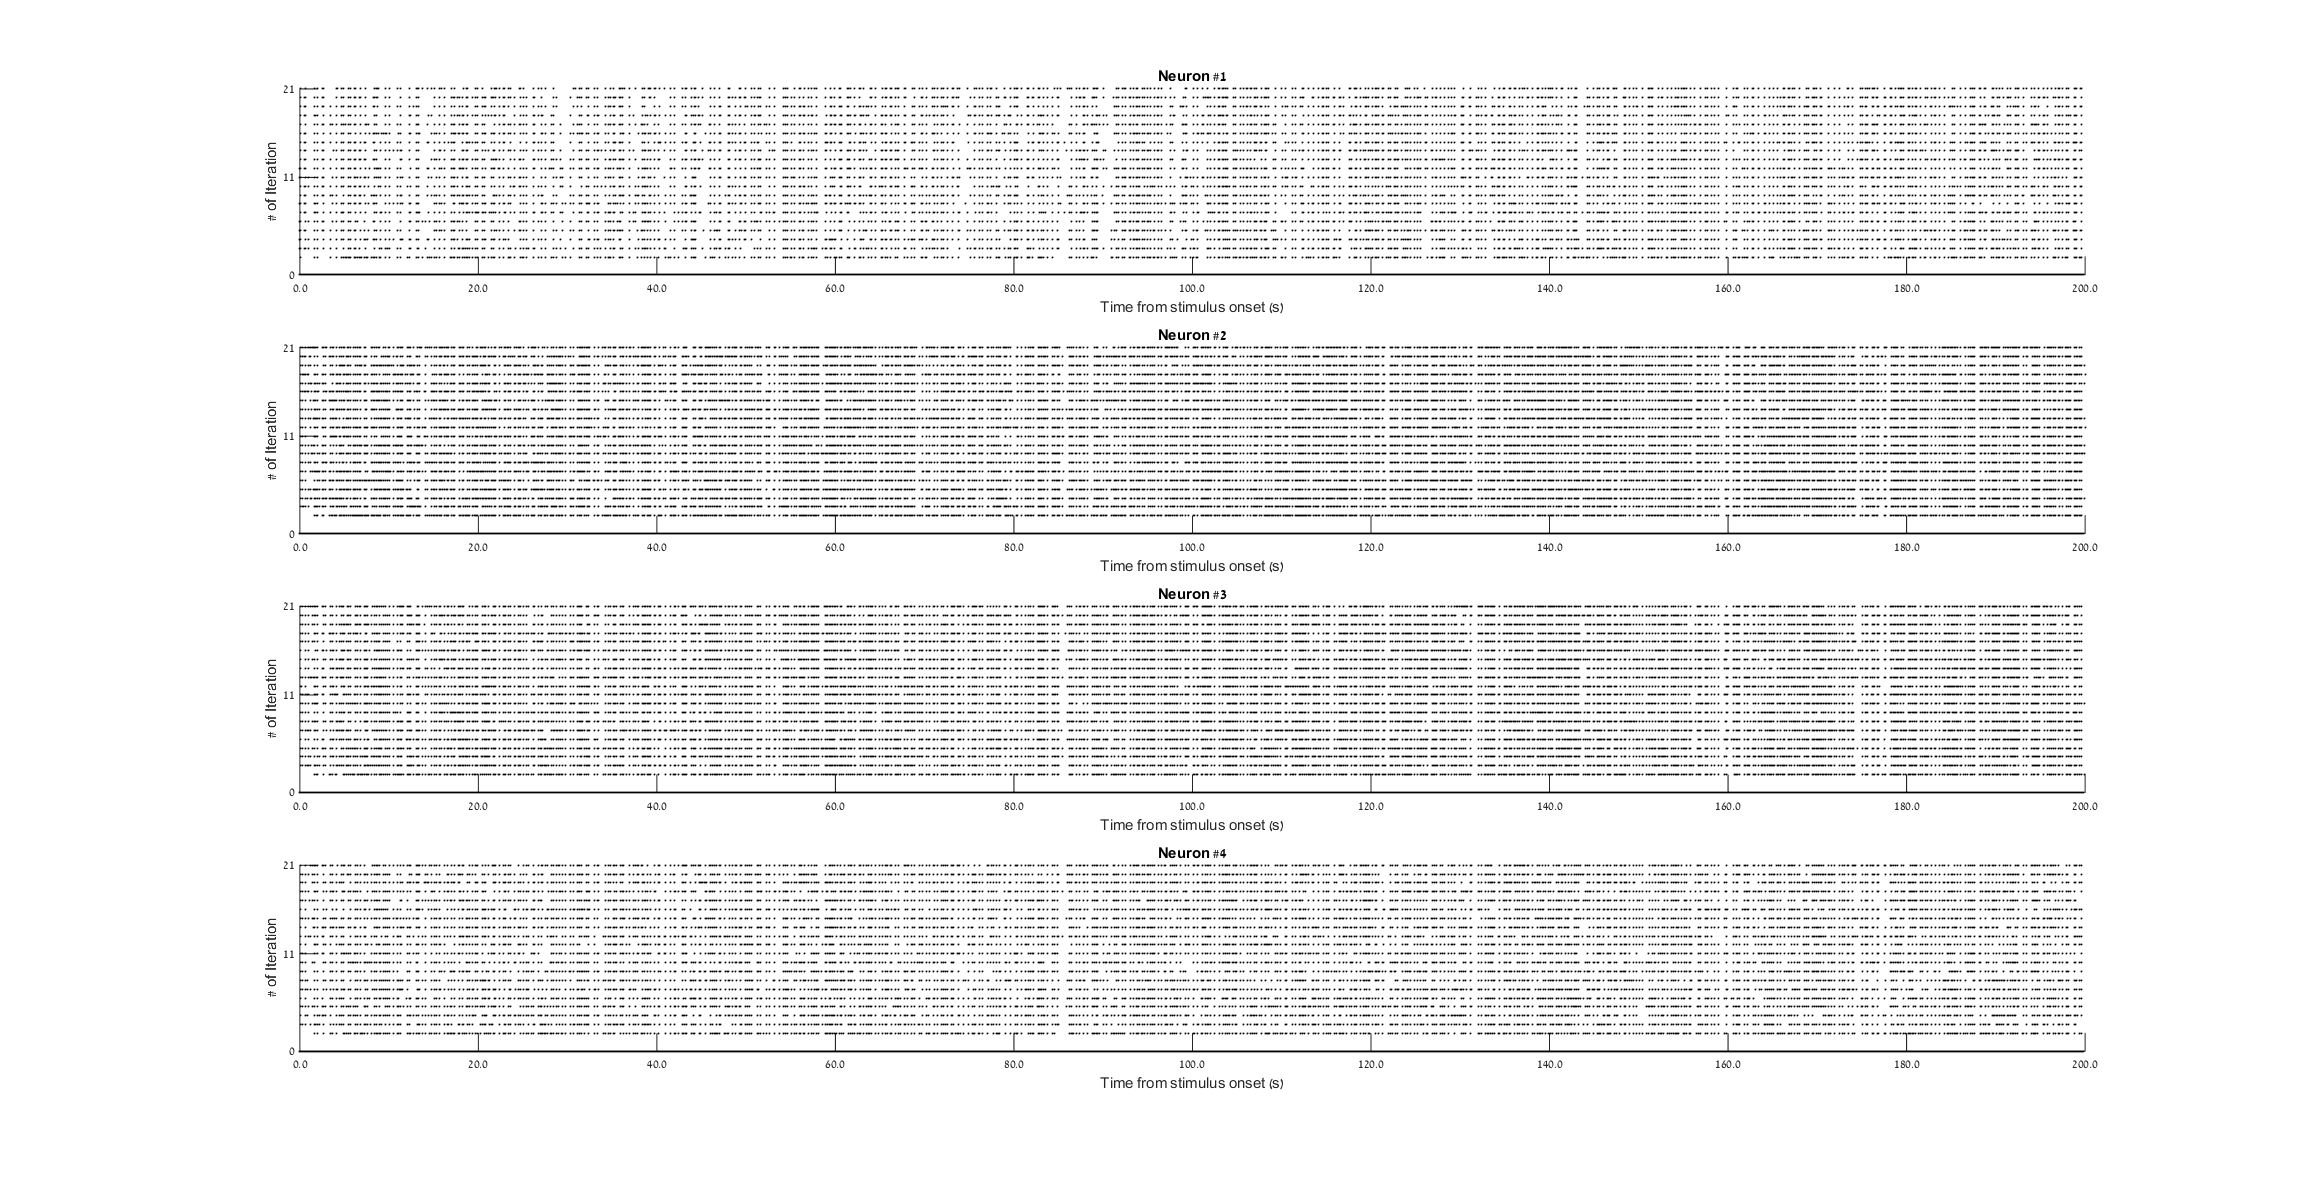 Neuron #1
21
# of Iteration
11
0
0.0 20.0 40.0 60.0 80.0 100.0 120.0 140.0 160.0 180.0 200.0
Time from stimulus onset (s)
Neuron #2
21
# of Iteration
11
0
0.0 20.0 40.0 60.0 80.0 100.0 120.0 140.0 160.0 180.0 200.0
Time from stimulus onset (s)
Neuron #3
21
# of Iteration
11
0
0.0 20.0 40.0 60.0 80.0 100.0 120.0 140.0 160.0 180.0 200.0
Time from stimulus onset (s)
Neuron #4
21
# of Iteration
11
0
0.0 20.0 40.0 60.0 80.0 100.0 120.0 140.0 160.0 180.0 200.0
Time from stimulus onset (s)